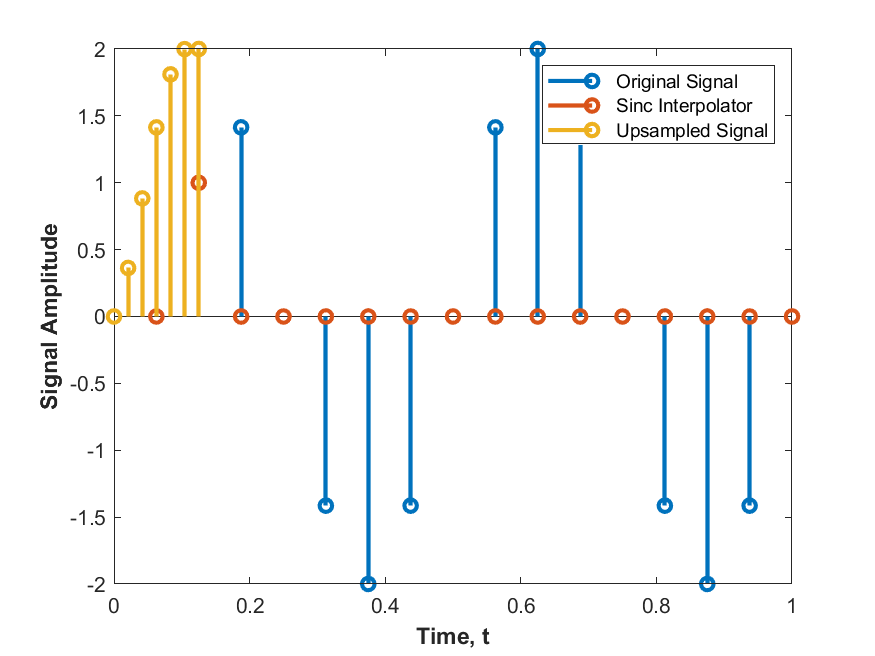 2
1.5
1
0.5
0
-0.5
-1
-1.5
-2
Signal Amplitude
Original Signal
Sinc Interpolator
Upsampled Signal
0 0.2 0.4 0.6 0.8 1
Time, t